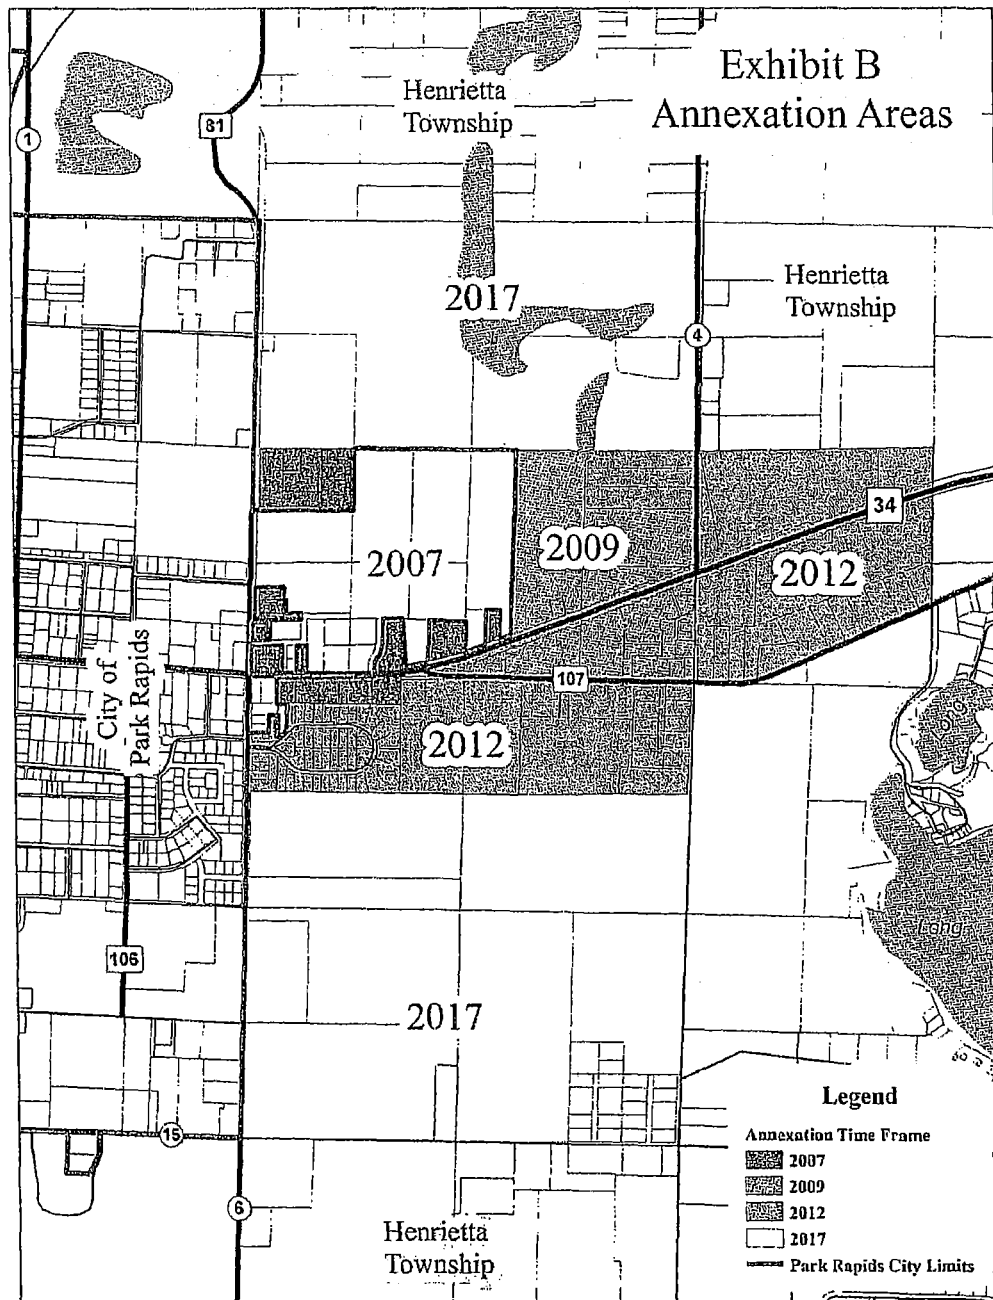 Exhibit B
Annexation Areas
Henrietta
Township
81
1
Henrietta
Township
2017
4
34
2007
2009
2012
City of
Park Rapids
107
2012
106
Long
2017
Legend
Annexation Time Frame
2007
2009
2012
2017
Park Rapids City Limits
15
6
Henrietta
Township